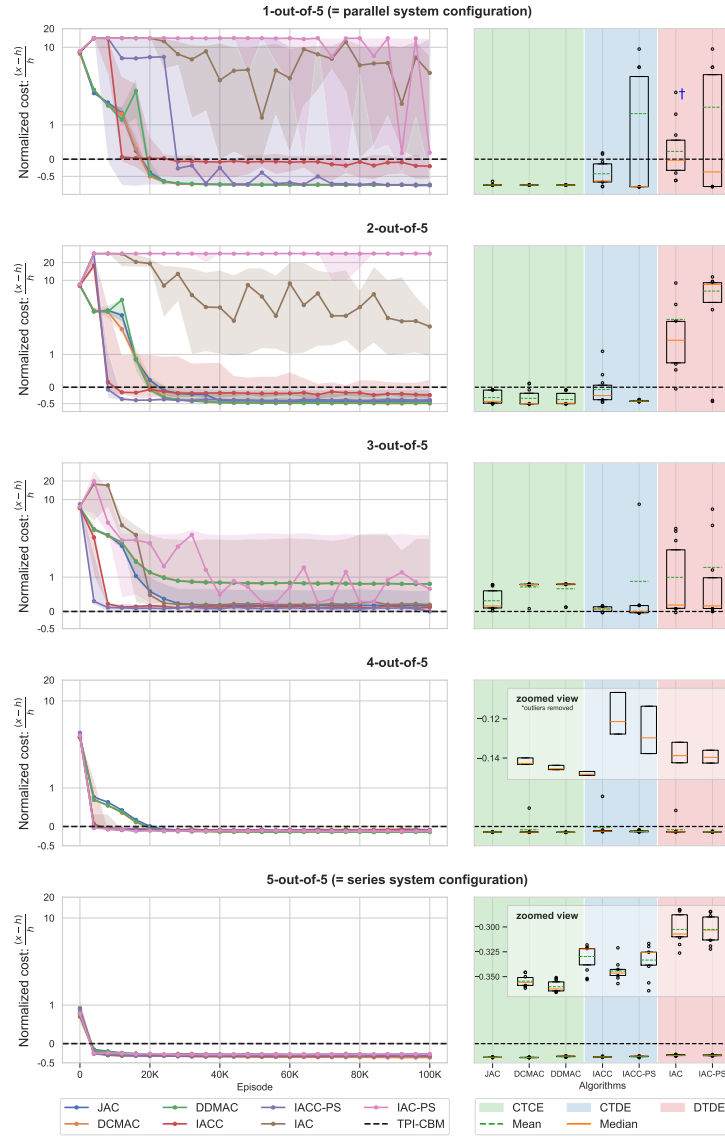 1-out-of-5 (= parallel system configuration)
Normalized cost: (x−h)/h
20
10
1
0
−0.5
†
2-out-of-5
Normalized cost: (x−h)/h
20
10
1
0
−0.5
3-out-of-5
Normalized cost: (x−h)/h
20
10
1
0
-0.5
4-out-of-5
Normalized cost: (x−h)/h
20
10
1
0
-0.5
zoomed view
*outliers removed
−0.12
−0.14
5-out-of-5 (= series system configuration)
Normalized cost: (x−h)/h
20
10
1
0
-0.5
zoomed view
−0.300
−0.325
−0.350
0 20K 40K 60K 80K 100K
Episode
JAC DCMAC DDMAC IACC IACC-PS IAC IAC-PS
Algorithms
JAC DDMAC IACC-PS IAC-PS
DCMAC IACC IAC TPI-CBM
CTCE CTDE DTDE
Mean Median